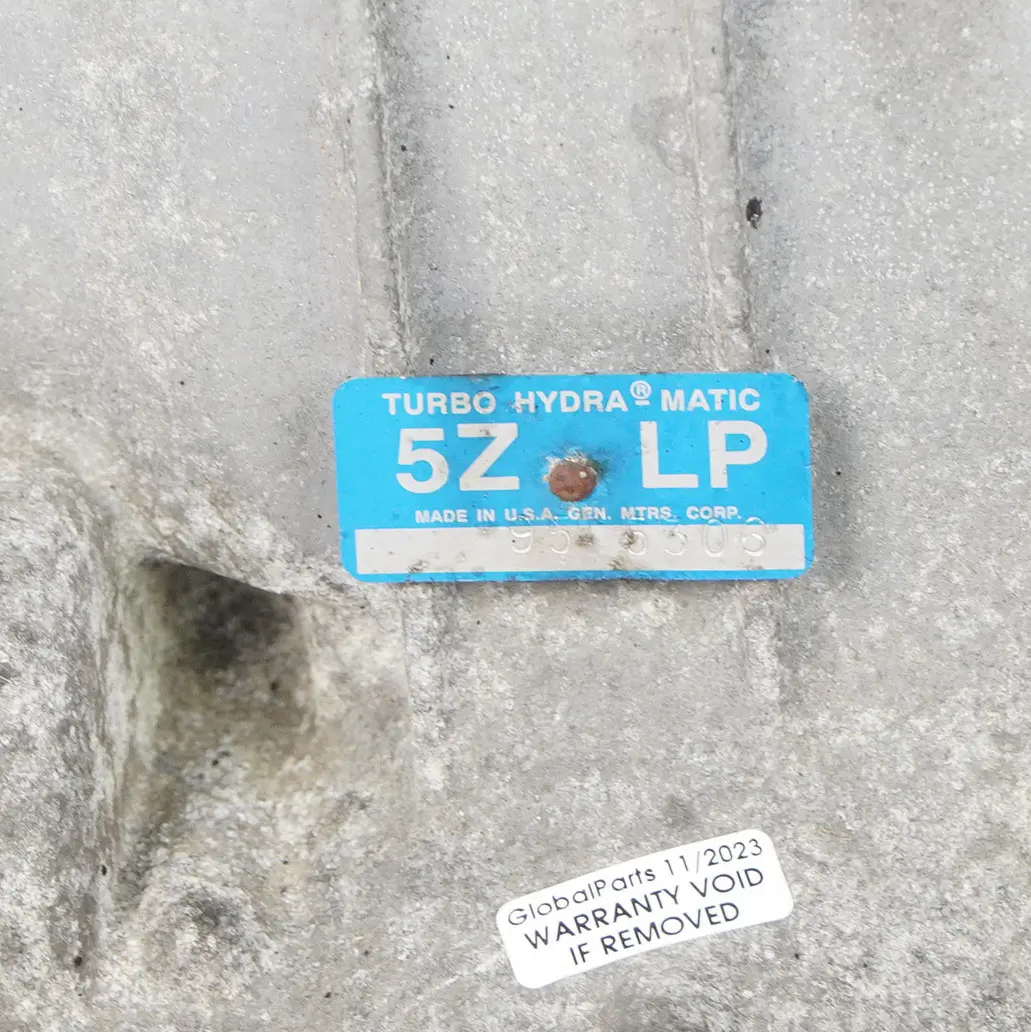 TURBO HYDRA® MATIC
5Z LP
MADE IN U.S.A. GEN. MTRS. CORP.
GlobalParts 11/2023
WARRANTY VOID
IF REMOVED